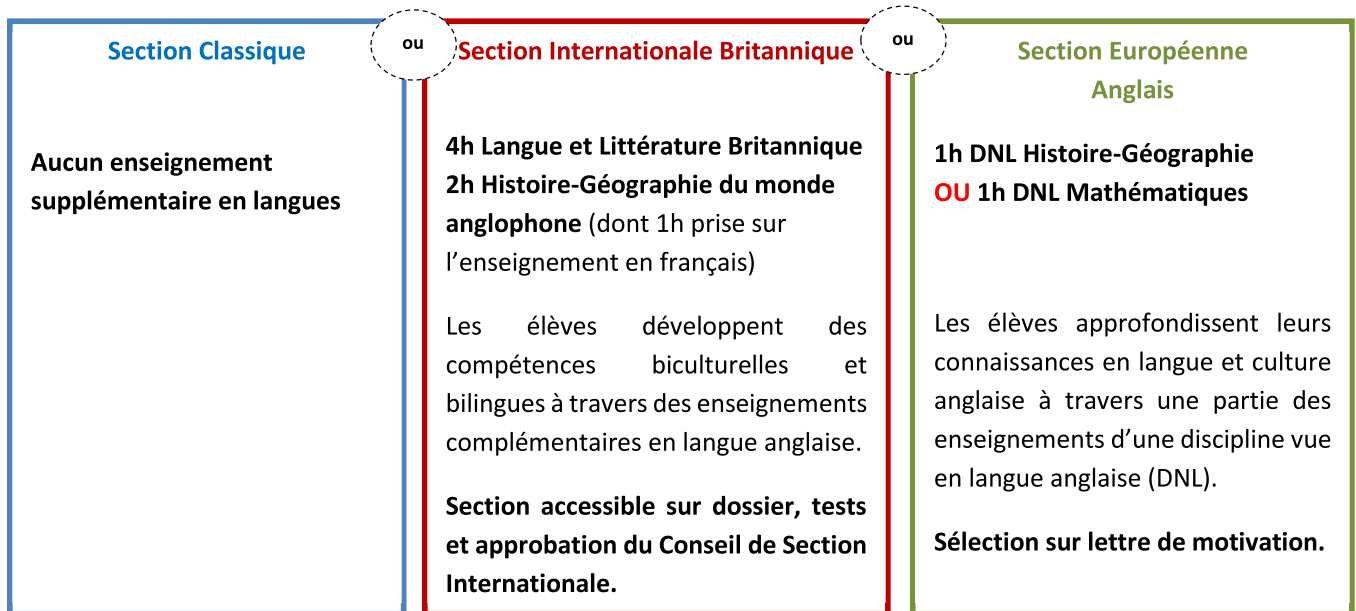 Section Classique
Aucun enseignement
supplémentaire en langues
ou
Section Internationale Britannique
4h Langue et Littérature Britannique
2h Histoire-Géographie du monde
anglophone (dont 1h prise sur
l’enseignement en français)
Les élèves développent des
compétences biculturelles et
bilingues à travers des enseignements
complémentaires en langue anglaise.
Section accessible sur dossier, tests
et approbation du Conseil de Section
Internationale.
ou
Section Européenne
Anglais
1h DNL Histoire-Géographie
OU 1h DNL Mathématiques
Les élèves approfondissent leurs
connaissances en langue et culture
anglaise à travers une partie des
enseignements d’une discipline vue
en langue anglaise (DNL).
Sélection sur lettre de motivation.